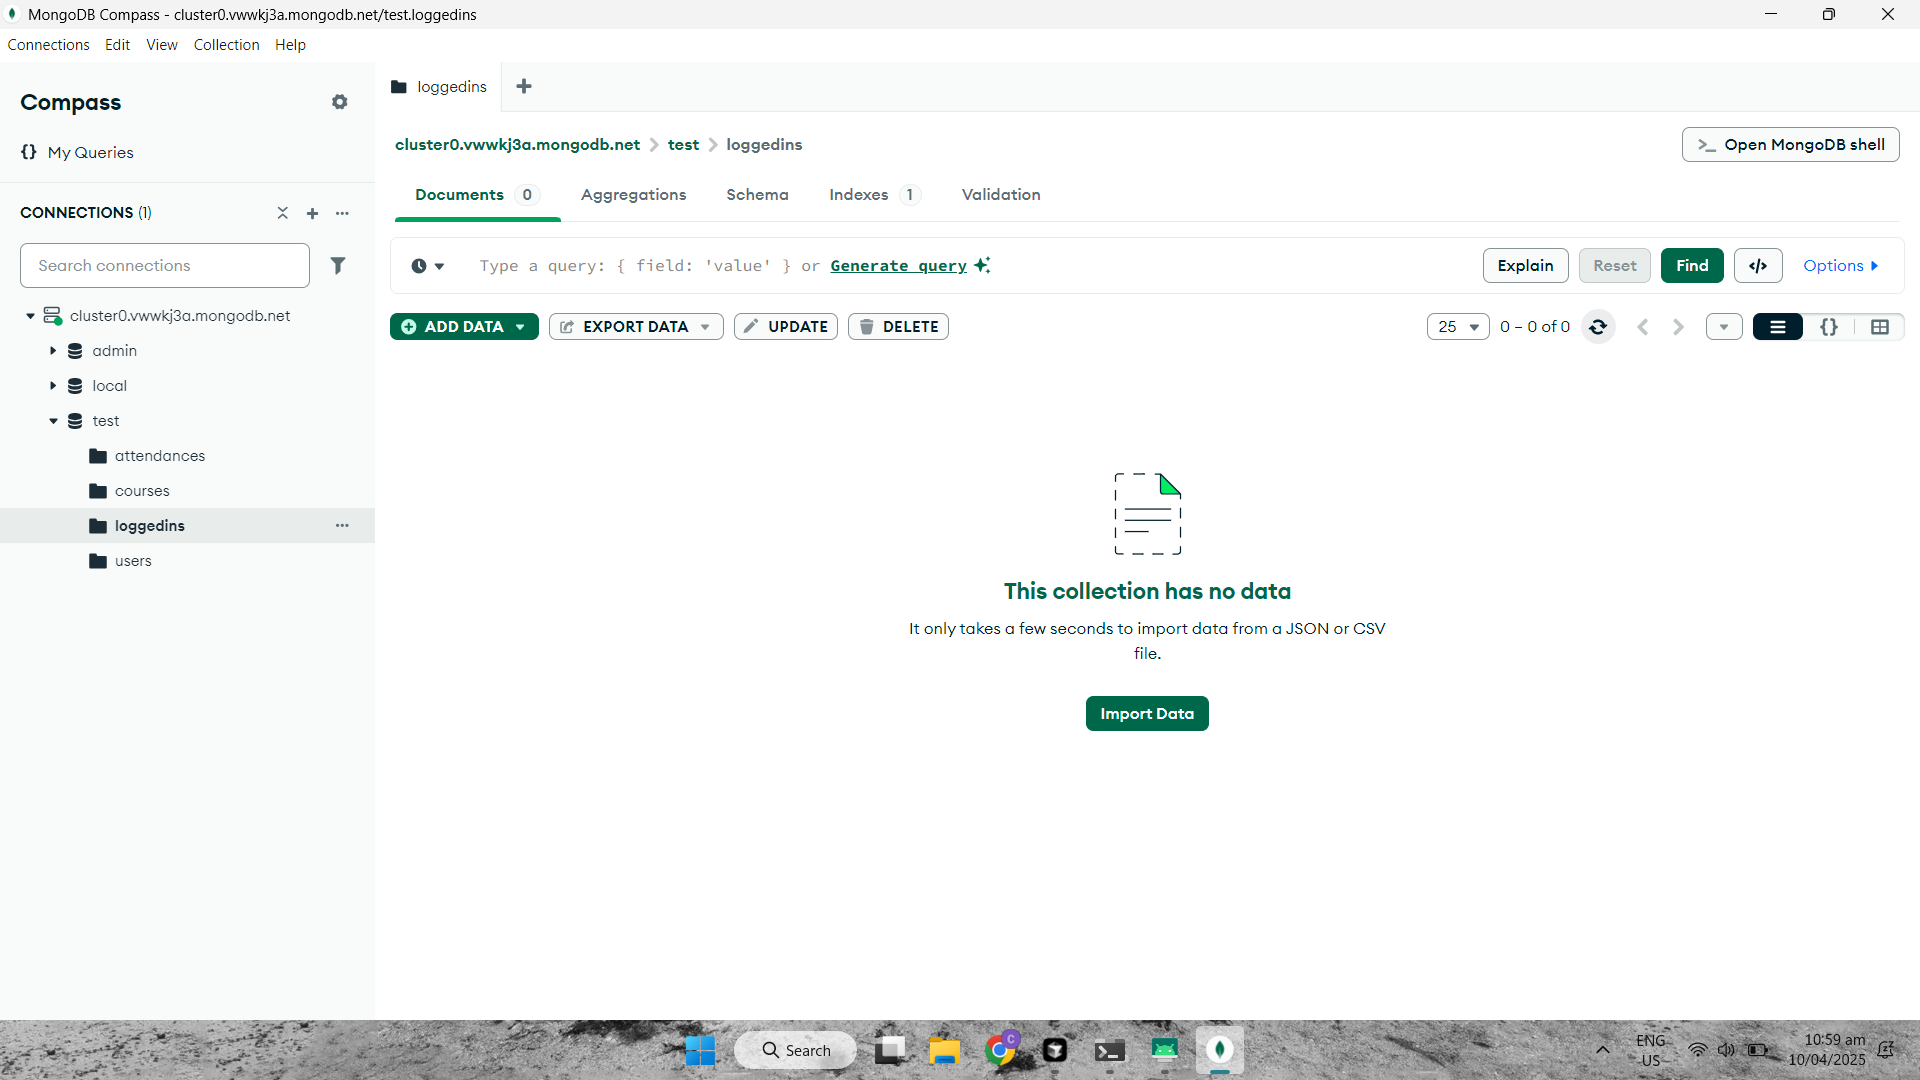 MongoDB Compass - cluster0.vwwkj3a.mongodb.net/test.loggedins
Connections Edit View Collection Help
Compass
{} My Queries
CONNECTIONS (1)
Search connections
cluster0.vwwkj3a.mongodb.net
admin
local
test
attendances
courses
loggedins
users
loggedins
cluster0.vwwkj3a.mongodb.net > test > loggedins
>_ Open MongoDB shell
Documents 0 Aggregations Schema Indexes 1 Validation
Type a query: { field: 'value' } or Generate query
Explain Reset Find </> Options
ADD DATA EXPORT DATA UPDATE DELETE
25 0 – 0 of 0 {}
This collection has no data
It only takes a few seconds to import data from a JSON or CSV
file.
Import Data
Search
C
ENG
US
10:59 am
10/04/2025